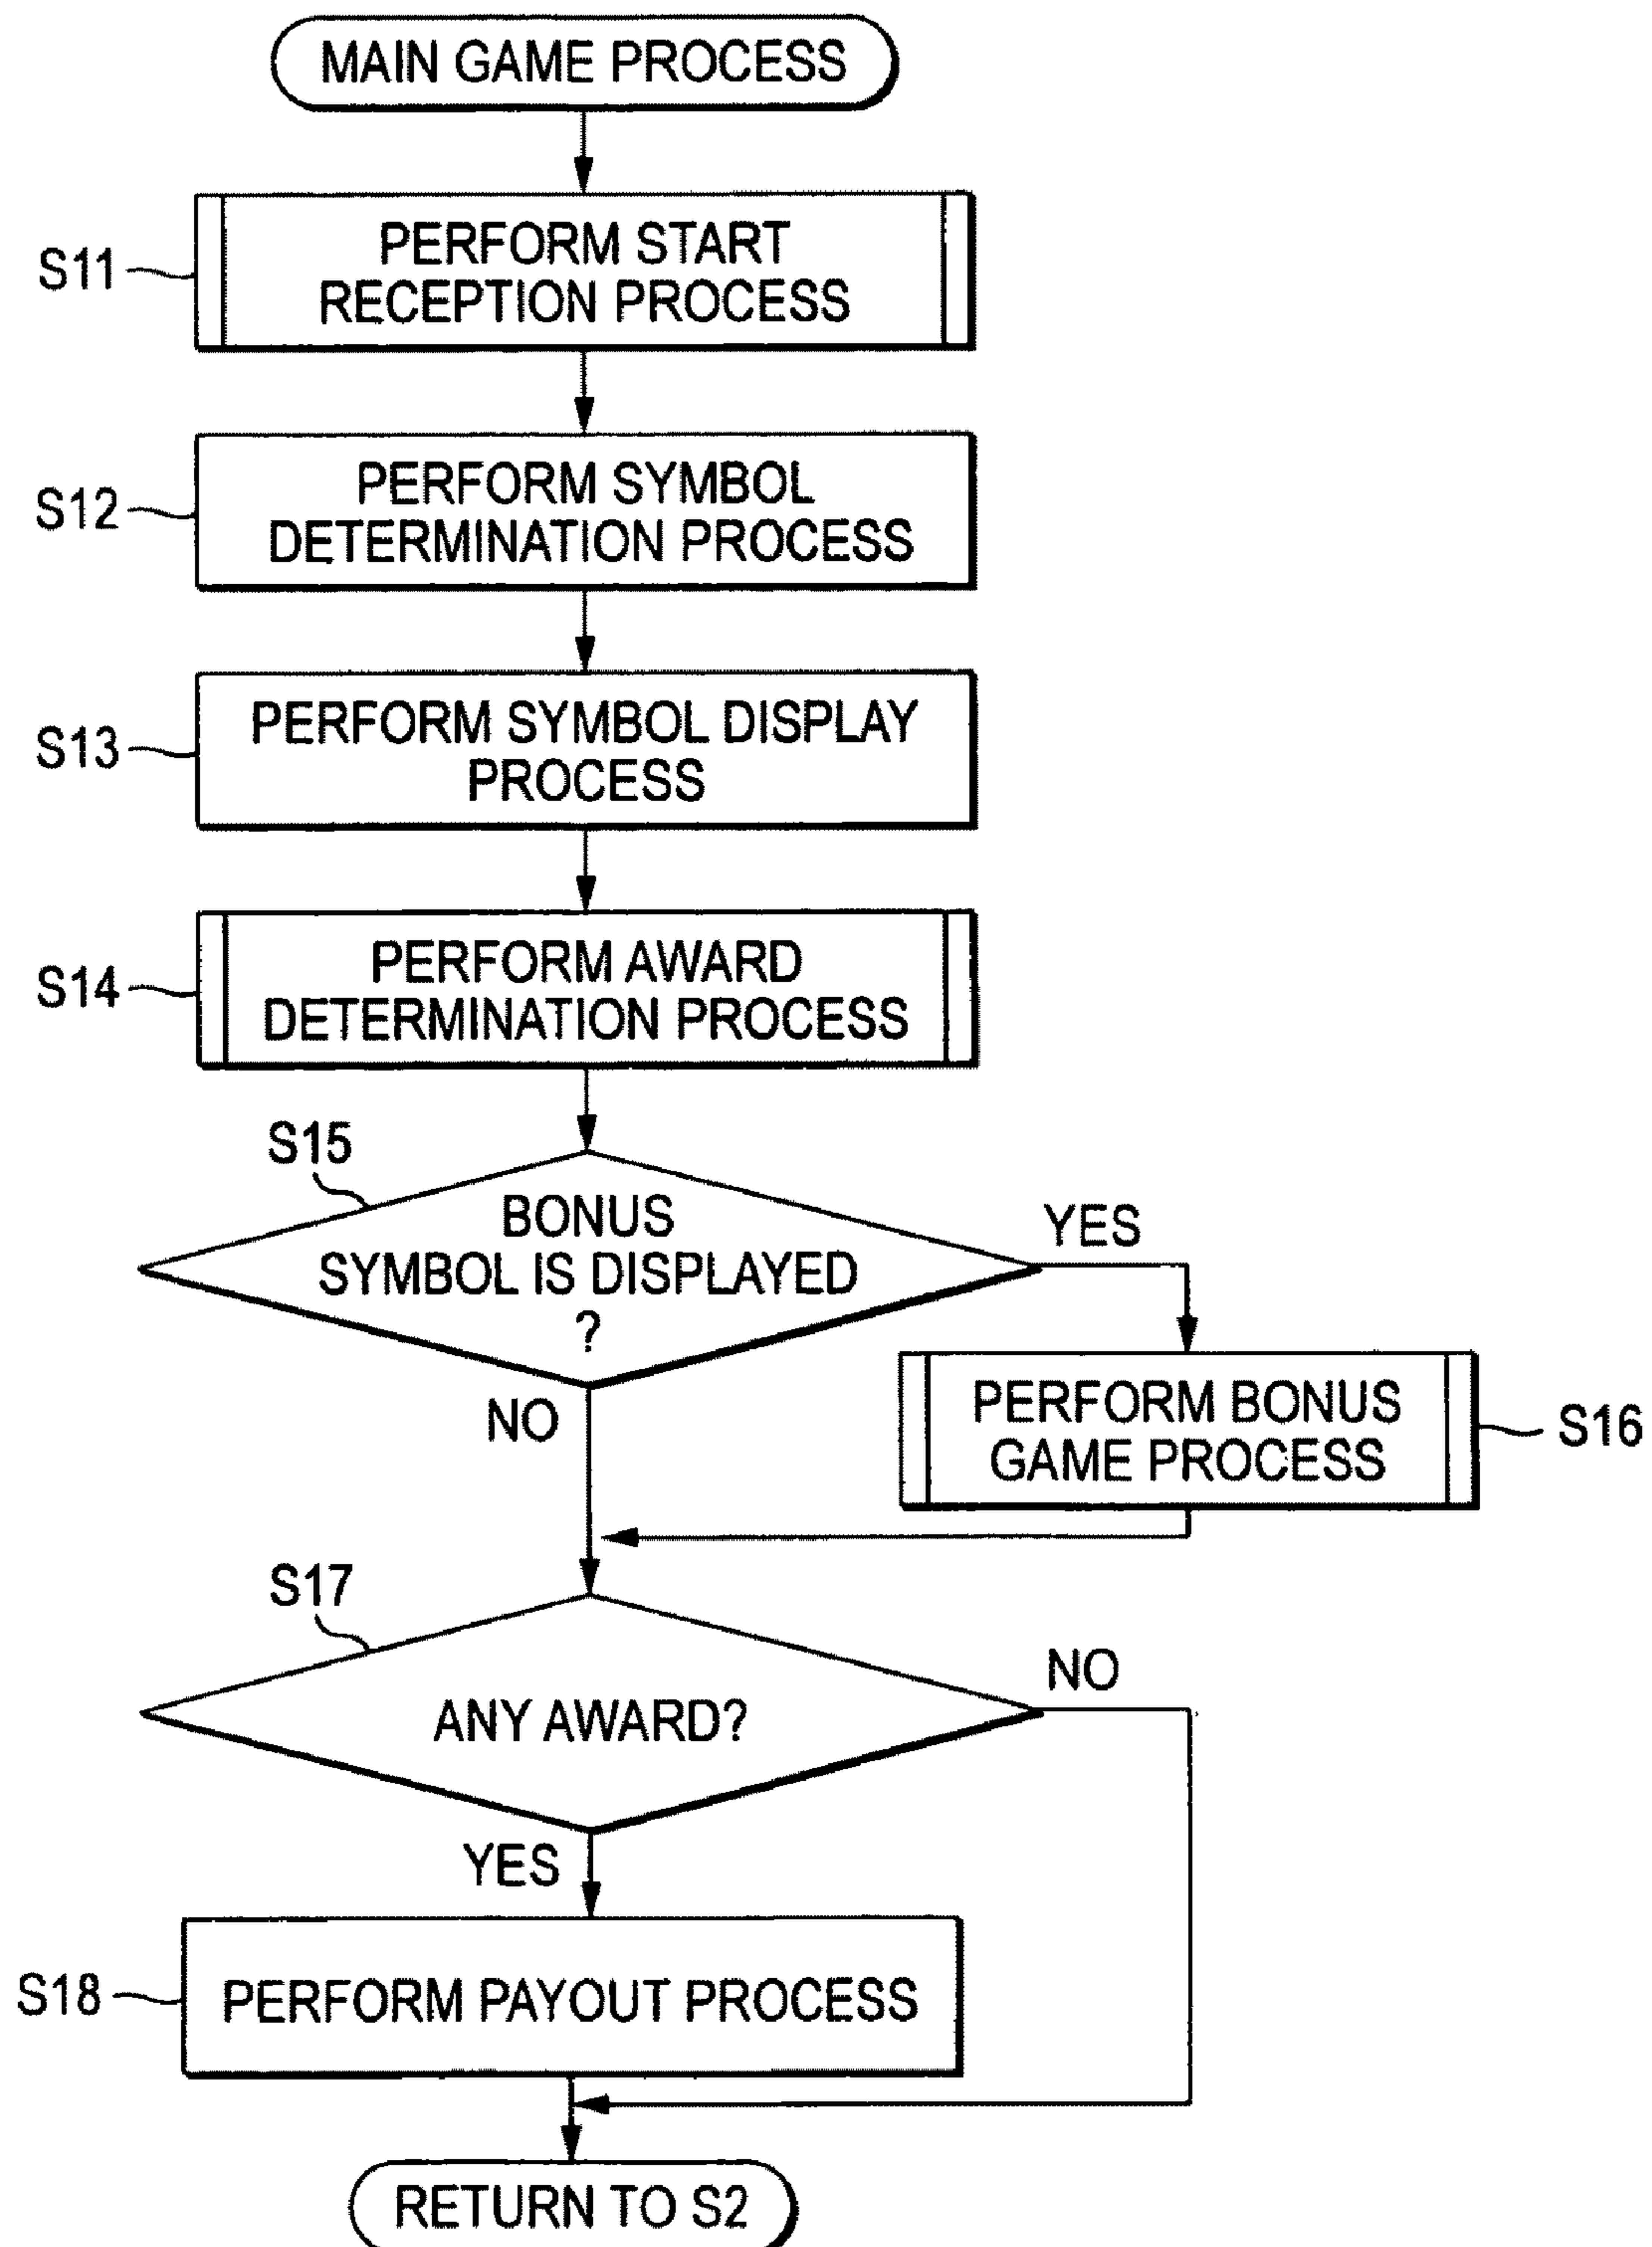 MAIN GAME PROCESS
S11
PERFORM START
RECEPTION PROCESS
S12
PERFORM SYMBOL
DETERMINATION PROCESS
S13
PERFORM SYMBOL DISPLAY
PROCESS
S14
PERFORM AWARD
DETERMINATION PROCESS
S15
BONUS
SYMBOL IS DISPLAYED
?
YES
NO
PERFORM BONUS
GAME PROCESS
S16
S17
ANY AWARD?
NO
YES
S18
PERFORM PAYOUT PROCESS
RETURN TO S2